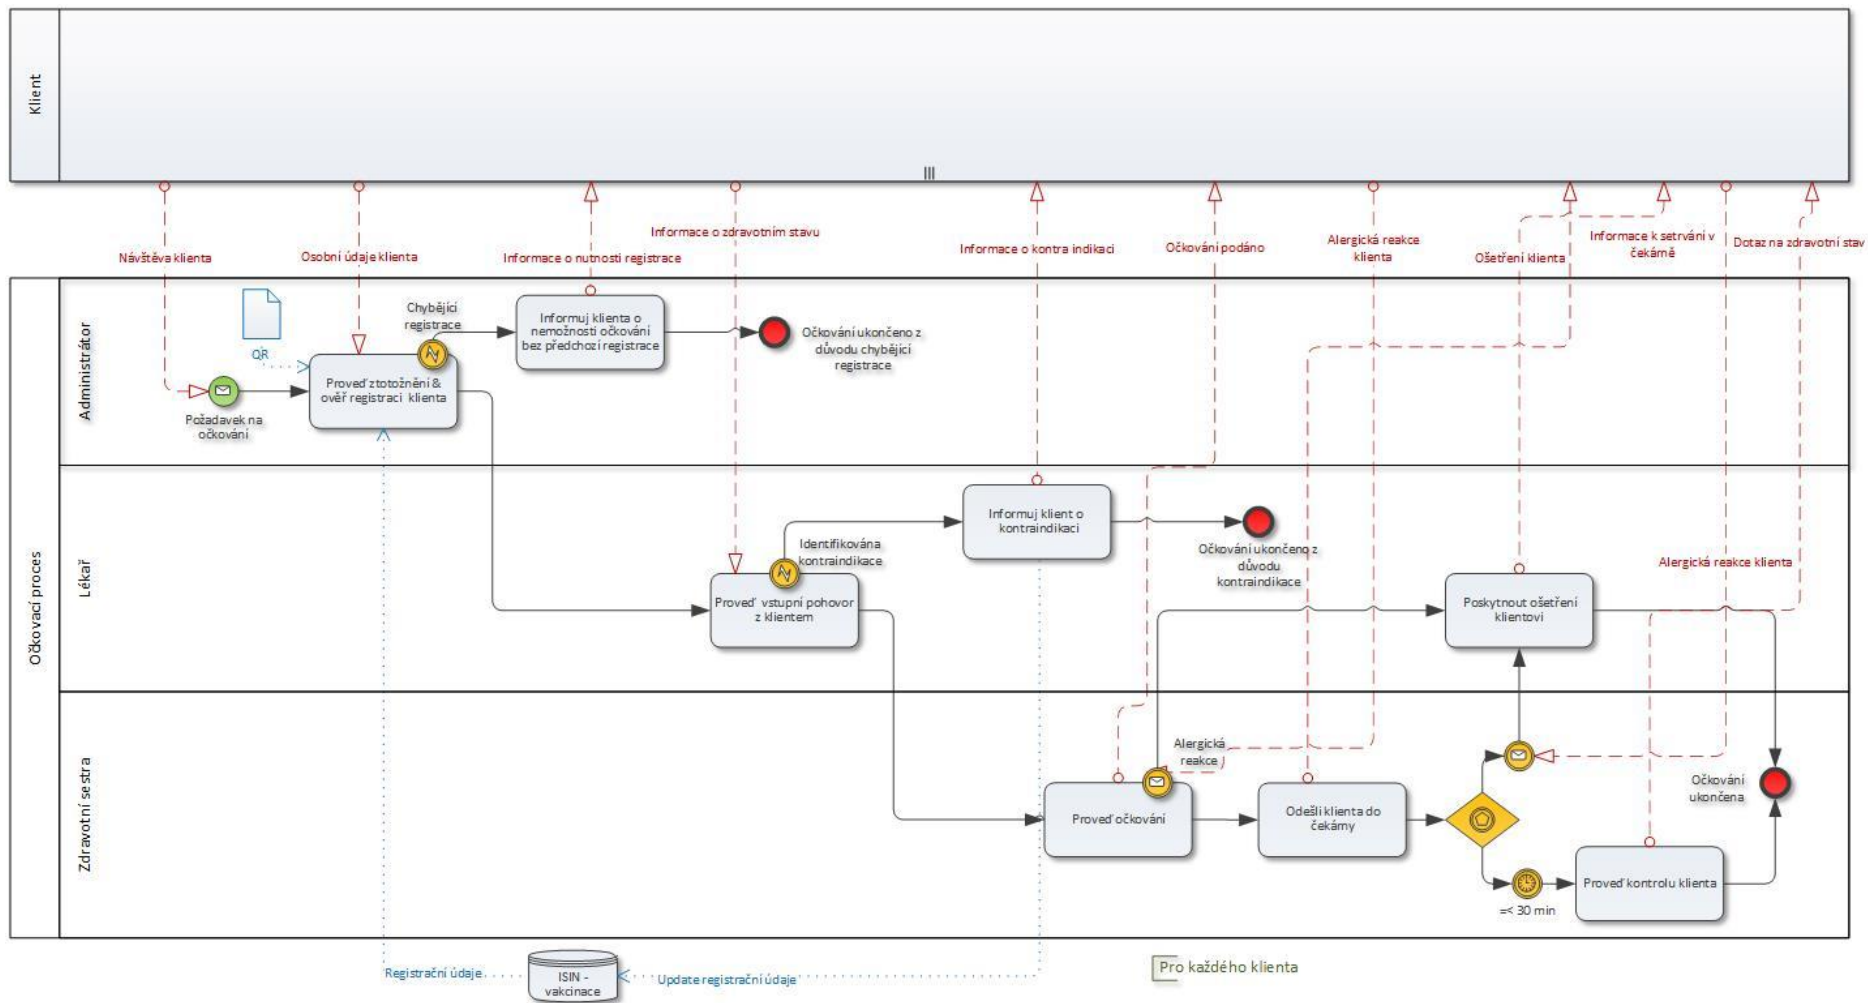 Klient
Návštěva klienta
Osobní údaje klienta
Informace o nutnosti registrace
Informace o zdravotním stavu
Informace o kontra indikaci
Očkování podáno
Alergická reakce
klienta
Ošetření klienta
Informace k setrvání v
čekárně
Dotaz na zdravotní stav
Očkovací proces
Administrátor
QR
Požadavek na
očkování
Proveď ztotožnění &
ověř registraci klienta
Chybějící
registrace
Informuj klienta o
nemožnosti očkování
bez předchozí registrace
Očkování ukončeno z
důvodu chybějící
registrace
Lékař
Proveď vstupní pohovor
z klientem
Identifikována
kontraindikace
Informuj klient o
kontraindikaci
Očkování ukončeno z
důvodu
kontraindikace
Poskytnout ošetření
klientovi
Alergická reakce klienta
Zdravotní sestra
Proveď očkování
Alergická
reakce
Odešli klienta do
čekárny
=< 30 min
Proveď kontrolu klienta
Očkování
ukončena
Registrační údaje
ISIN -
vakcinace
Update registrační údaje
Pro každého klienta